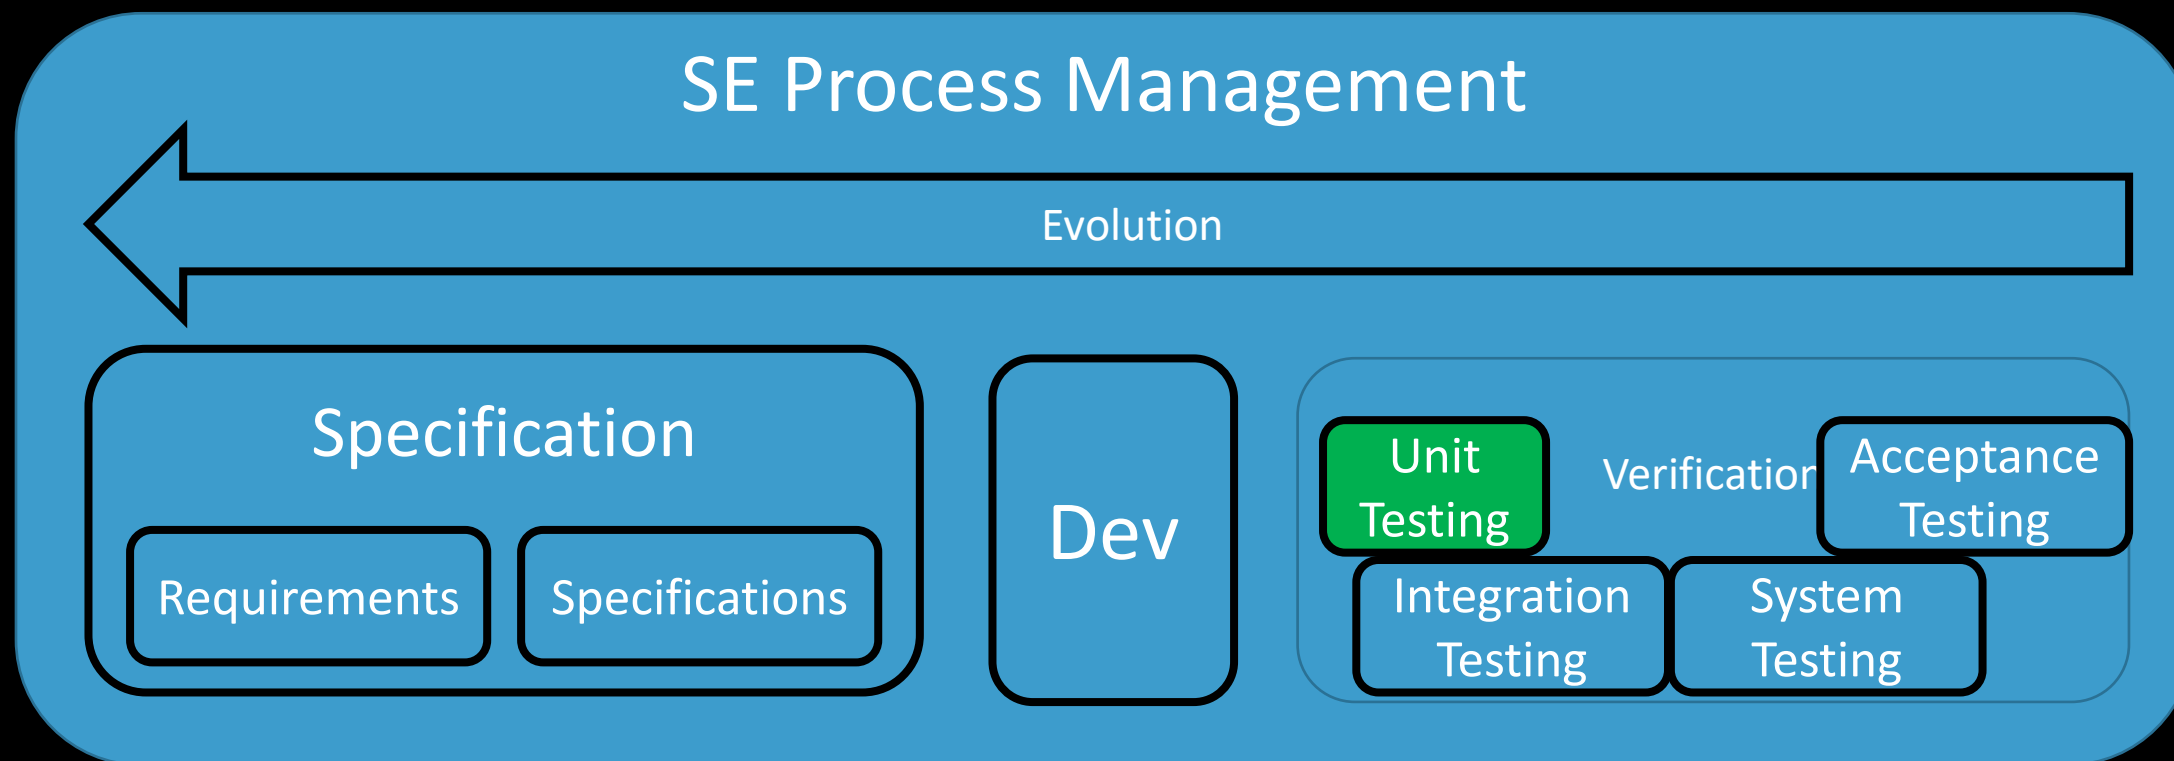 SE Process Management
Evolution
Specification
Requirements
Specifications
Dev
Verification
Unit
Testing
Acceptance
Testing
Integration
Testing
System
Testing